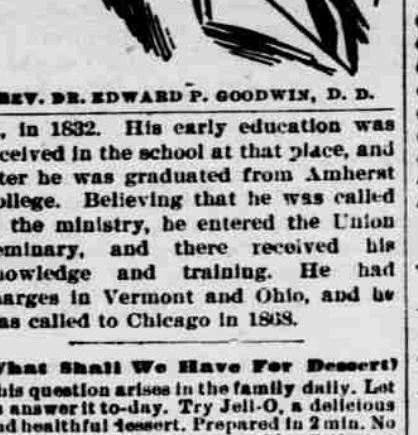 REV. DR. EDWARD P. GOODWIN, D. D.
, in 1832. His early education was
ceived in the school at that place, and
ter he was graduated from Amherst
ollege. Believing that he was called
the ministry, he entered the Union
eminary, and there received his
nowledge and training. He had
harges in Vermont and Ohio, and he
as called to Chicago in 1868.
What Shall We Have For Dessert?
his question arises in the family daily. Let
answer it to-day. Try Jell-O, a delicious
nd healthful dessert. Prepared in 2 min. No